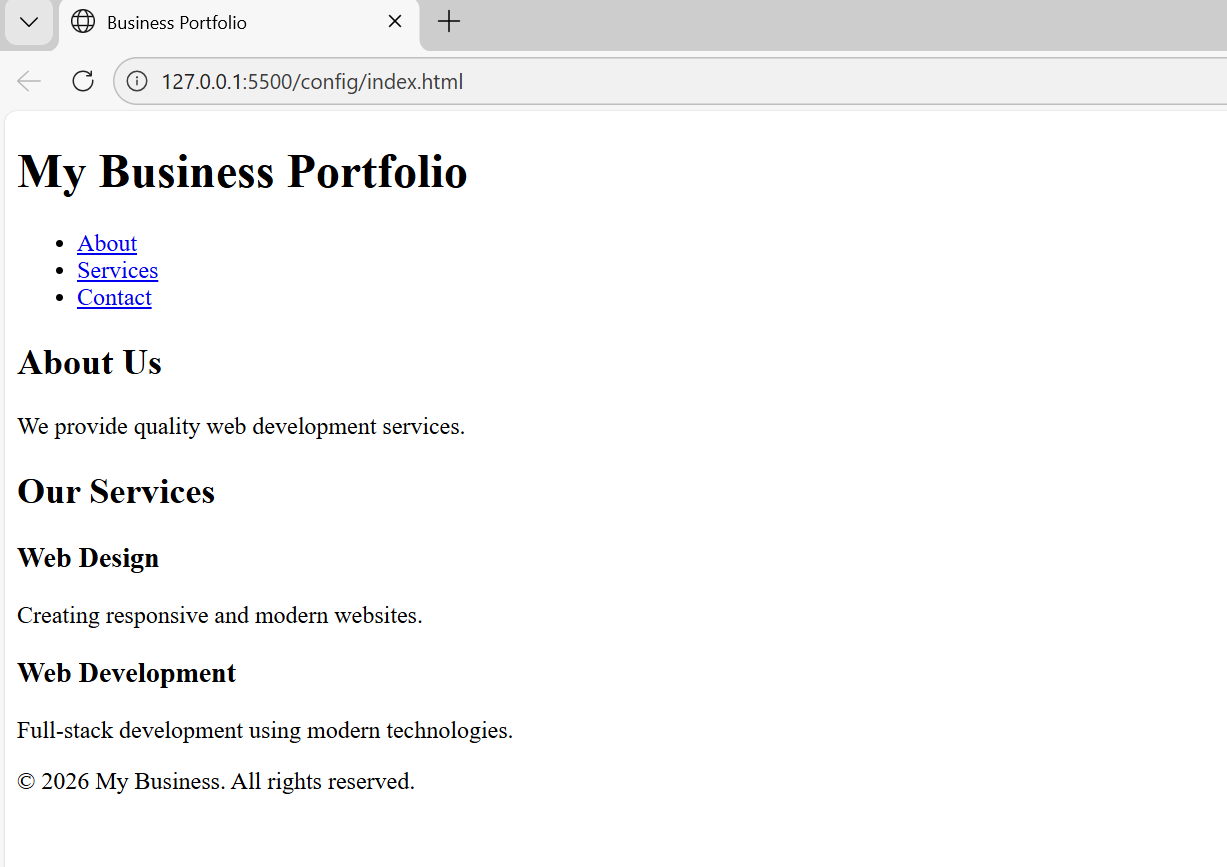 Business Portfolio
127.0.0.1:5500/config/index.html
My Business Portfolio
About
Services
Contact
About Us
We provide quality web development services.
Our Services
Web Design
Creating responsive and modern websites.
Web Development
Full-stack development using modern technologies.
© 2026 My Business. All rights reserved.